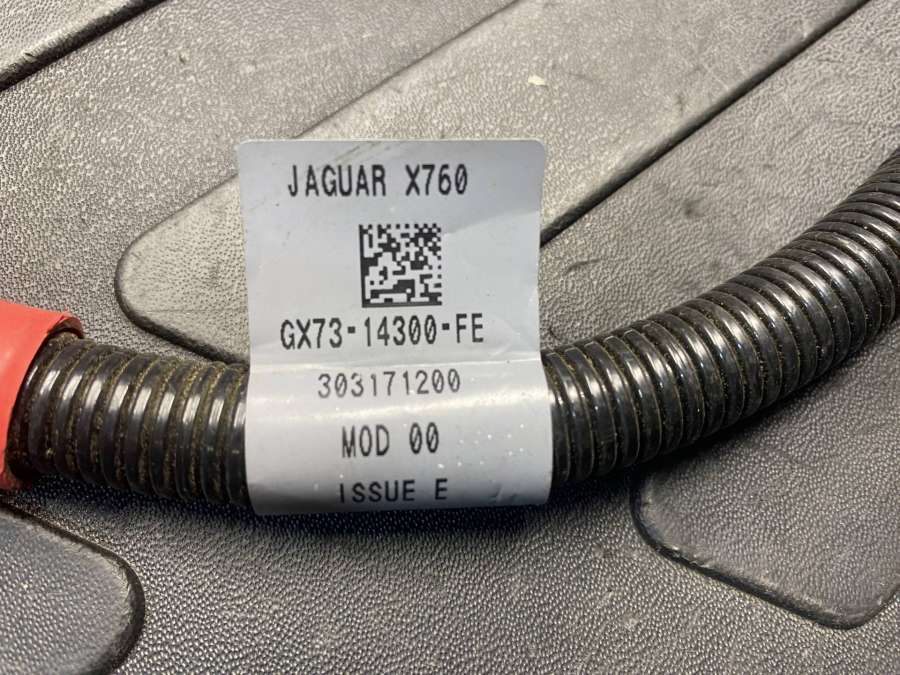 JAGUAR X760
GX73-14300-FE
303171200
MOD 00
ISSUE E